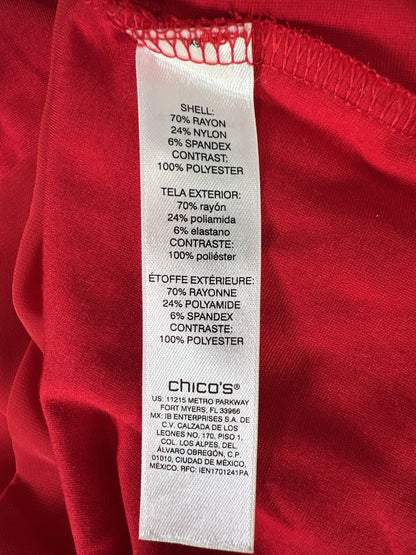 SHELL:
70% RAYON
24% NYLON
6% SPANDEX
CONTRAST:
100% POLYESTER
TELA EXTERIOR:
70% rayón
24% poliamida
6% elastano
CONTRASTE:
100% poliéster
ÉTOFFE EXTÉRIEURE:
70% RAYONNE
24% POLYAMIDE
6% SPANDEX
CONTRASTE:
100% POLYESTER
chico's®
US: 11215 METRO PARKWAY
FORT MYERS, FL 33966
MX: IB ENTERPRISES S.A. DE
C.V. CALZADA DE LOS
LEONES NO. 170, PISO 1,
COL. LOS ALPES, DEL.
ÁLVARO OBREGÓN, C.P.
01010, CIUDAD DE MÉXICO,
MÉXICO. RFC: IEN1701241PA